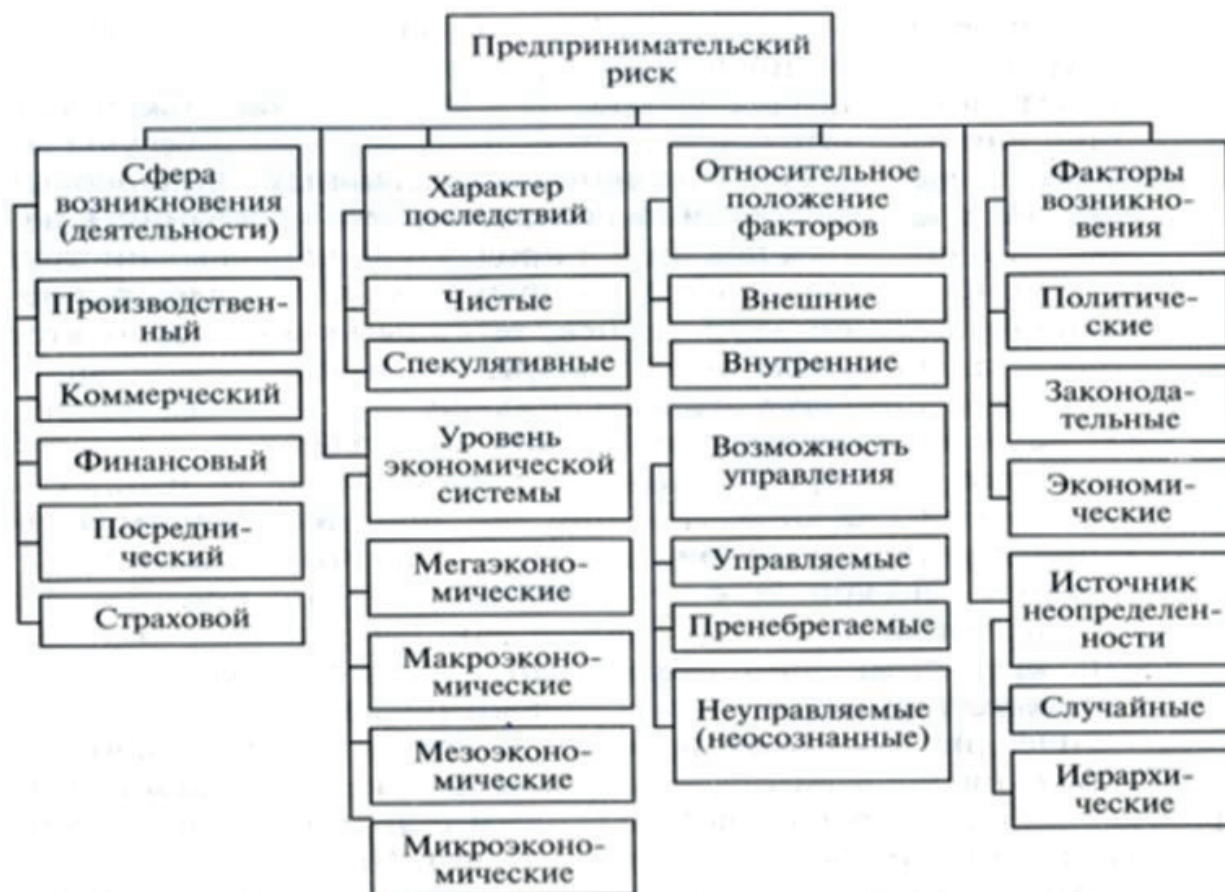 Предпринимательский
риск
Сфера
возникновения
(деятельности)
Производствен-
ный
Коммерческий
Финансовый
Посредни-
ческий
Страховой
Характер
последствий
Чистые
Спекулятивные
Уровень
экономической
системы
Мегаэконо-
мические
Макроэконо-
мические
Мезоэконо-
мические
Микроэконо-
мические
Относительное
положение
факторов
Внешние
Внутренние
Возможность
управления
Управляемые
Пренебрегаемые
Неуправляемые
(неосознанные)
Факторы
возникно-
вения
Политиче-
ские
Законода-
тельные
Экономи-
ческие
Источник
неопределен-
ности
Случайные
Иерархи-
ческие